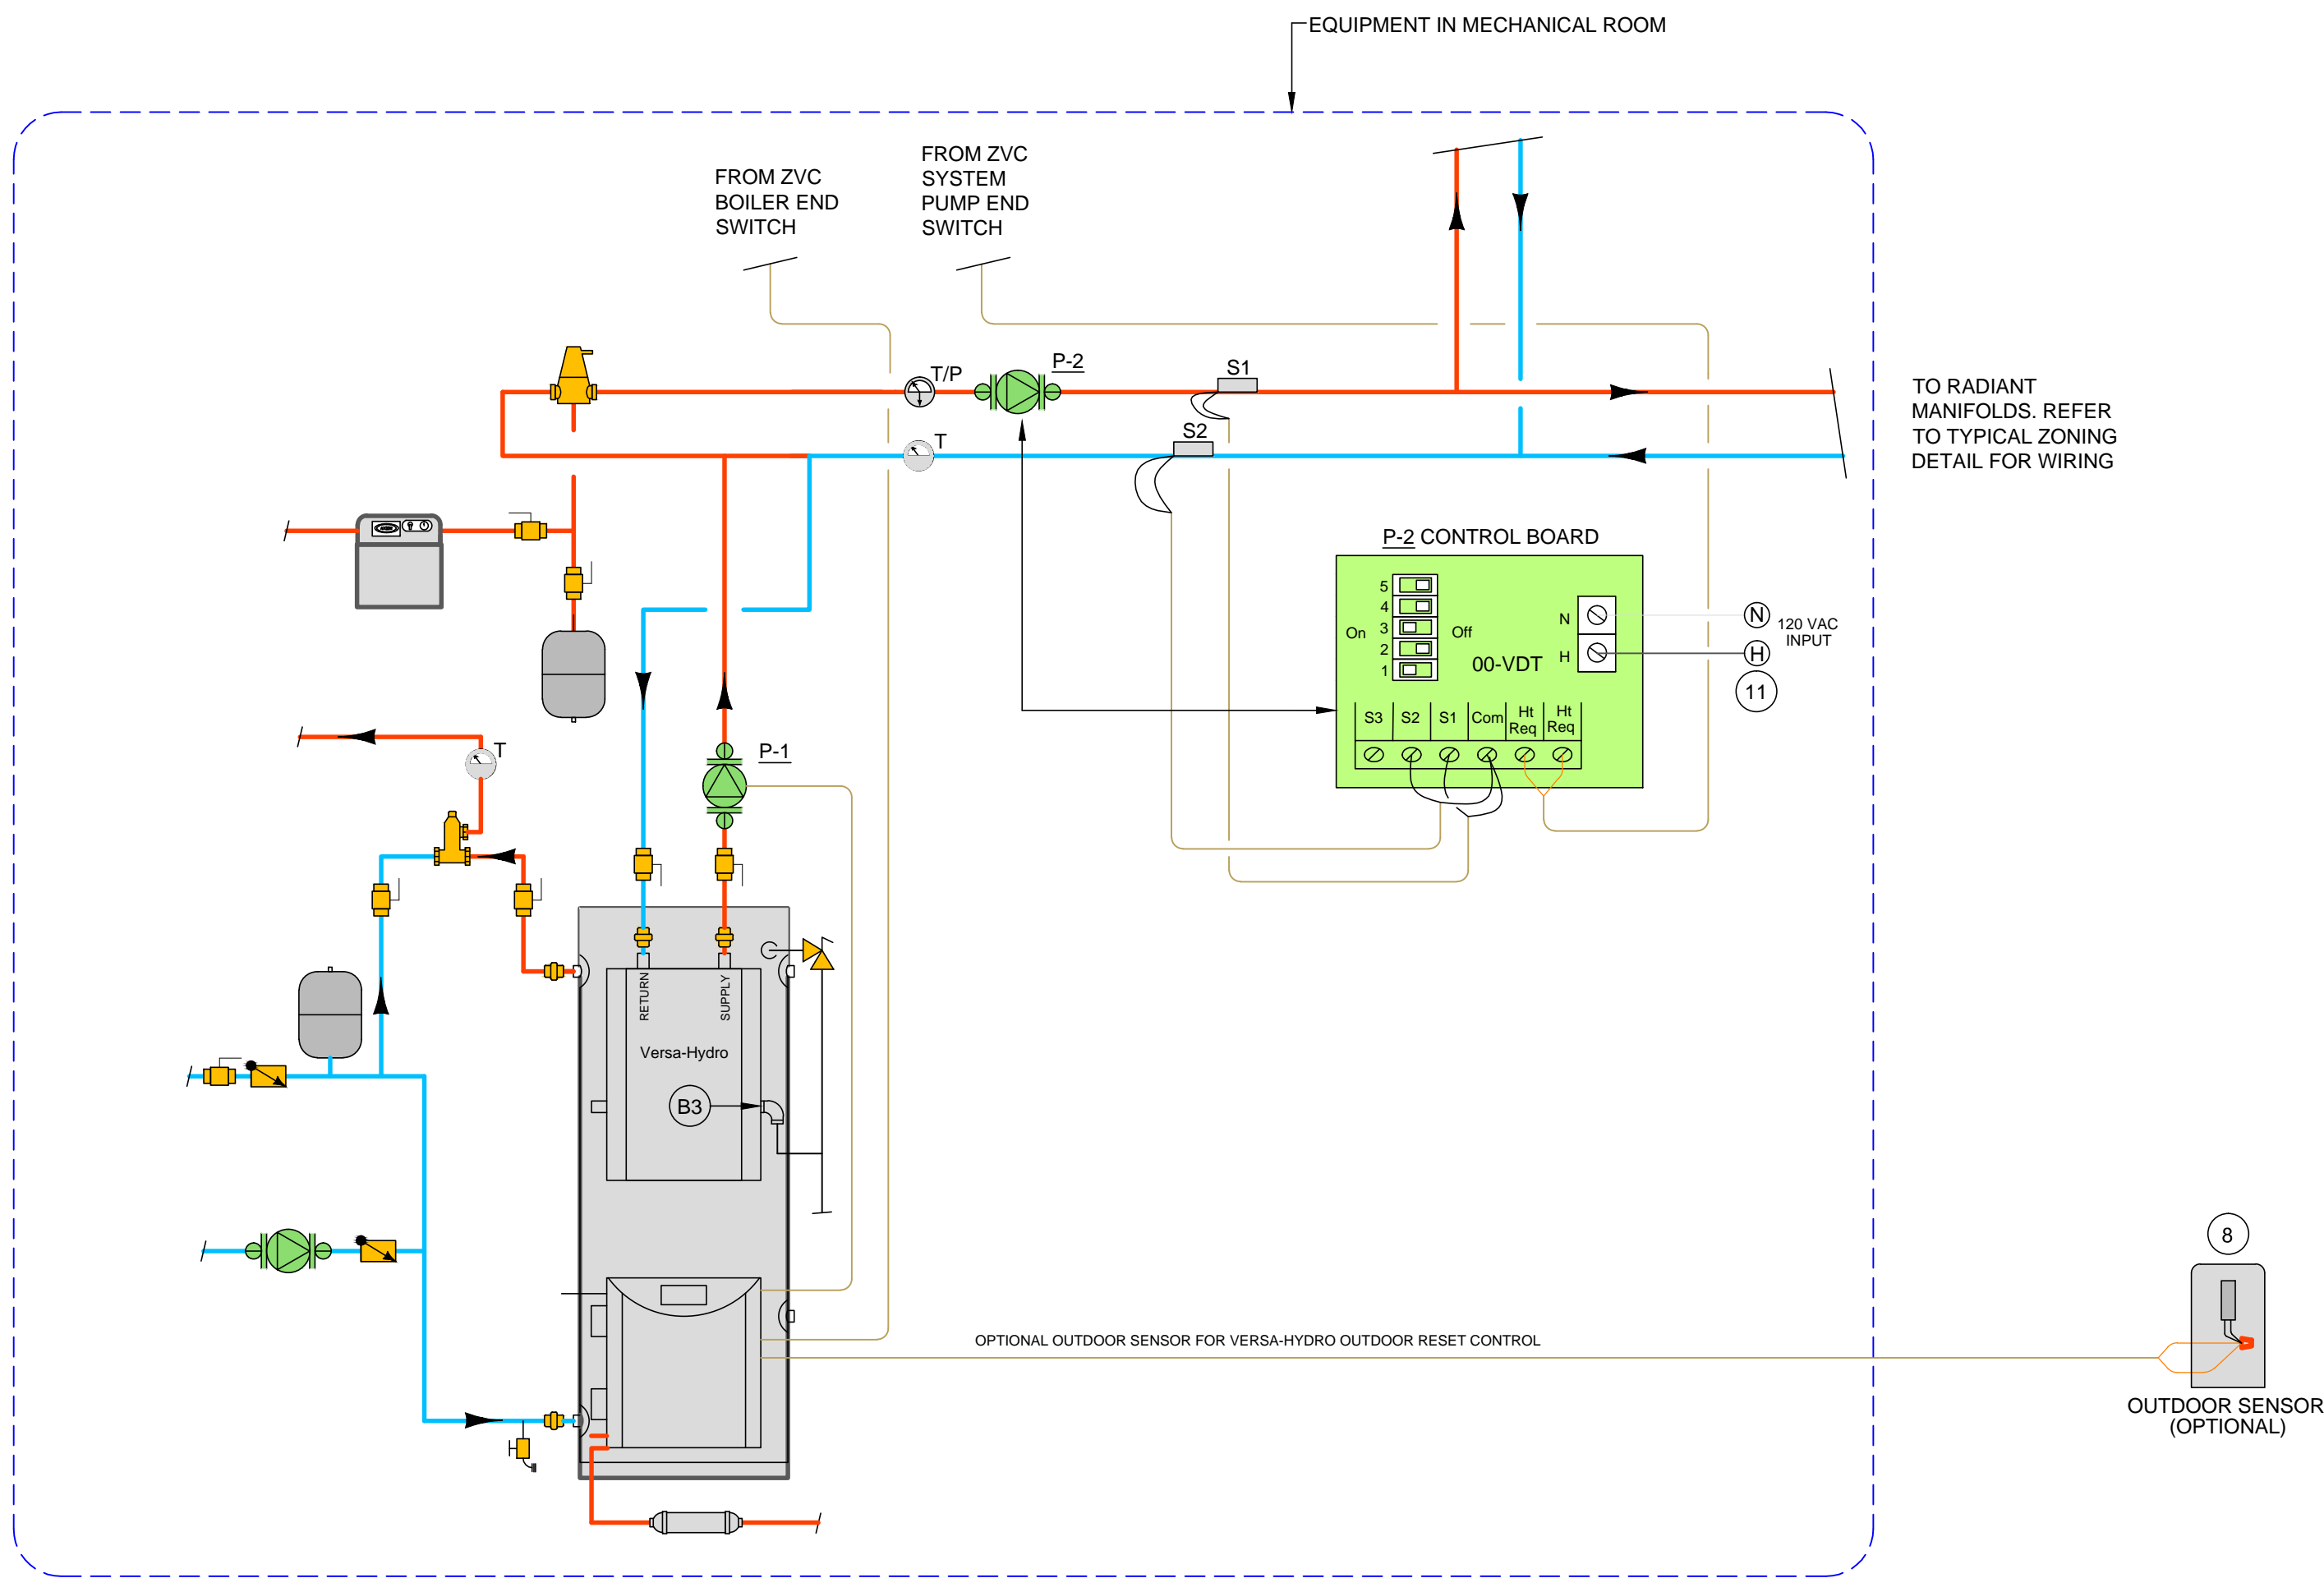 EQUIPMENT IN MECHANICAL ROOM
FROM ZVC
BOILER END
SWITCH
FROM ZVC
SYSTEM
PUMP END
SWITCH
T/P
P-2
S1
T
S2
TO RADIANT
MANIFOLDS. REFER
TO TYPICAL ZONING
DETAIL FOR WIRING
P-2 CONTROL BOARD
5
4
On 3 Off
2
1
00-VDT
N
H
N
H
120 VAC
INPUT
11
S3 S2 S1 Com Ht Req Ht Req
T
P-1
RETURN
SUPPLY
Versa-Hydro
B3
OPTIONAL OUTDOOR SENSOR FOR VERSA-HYDRO OUTDOOR RESET CONTROL
8
OUTDOOR SENSOR
(OPTIONAL)